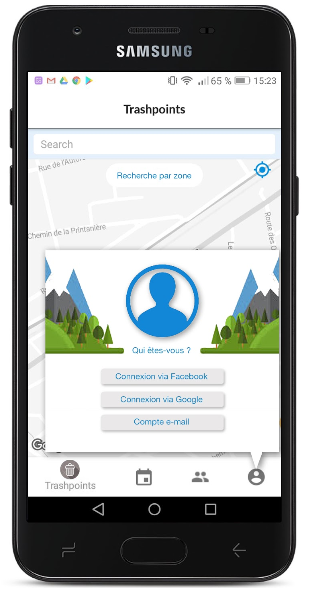 SAMSUNG
65 % 15:23
Trashpoints
Search
Rue de l'Auror
Recherche par zone
Chemin de la Printanière
Route des
Qui êtes-vous ?
Connexion via Facebook
Connexion via Google
Compte e-mail
Trashpoints